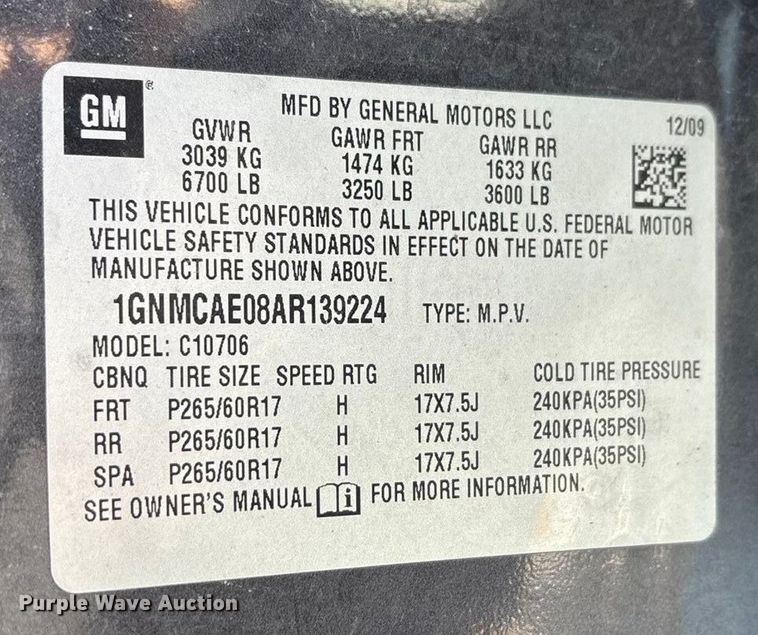 GM ®
MFD BY GENERAL MOTORS LLC 12/09
GVWR GAWR FRT GAWR RR
3039 KG 1474 KG 1633 KG
6700 LB 3250 LB 3600 LB
THIS VEHICLE CONFORMS TO ALL APPLICABLE U.S. FEDERAL MOTOR
VEHICLE SAFETY STANDARDS IN EFFECT ON THE DATE OF
MANUFACTURE SHOWN ABOVE.
1GNMCAE08AR139224 TYPE: M.P.V.
MODEL: C10706
CBNQ TIRE SIZE SPEED RTG RIM COLD TIRE PRESSURE
FRT P265/60R17 H 17X7.5J 240KPA(35PSI)
RR P265/60R17 H 17X7.5J 240KPA(35PSI)
SPA P265/60R17 H 17X7.5J 240KPA(35PSI)
SEE OWNER'S MANUAL i FOR MORE INFORMATION.
Purple Wave Auction